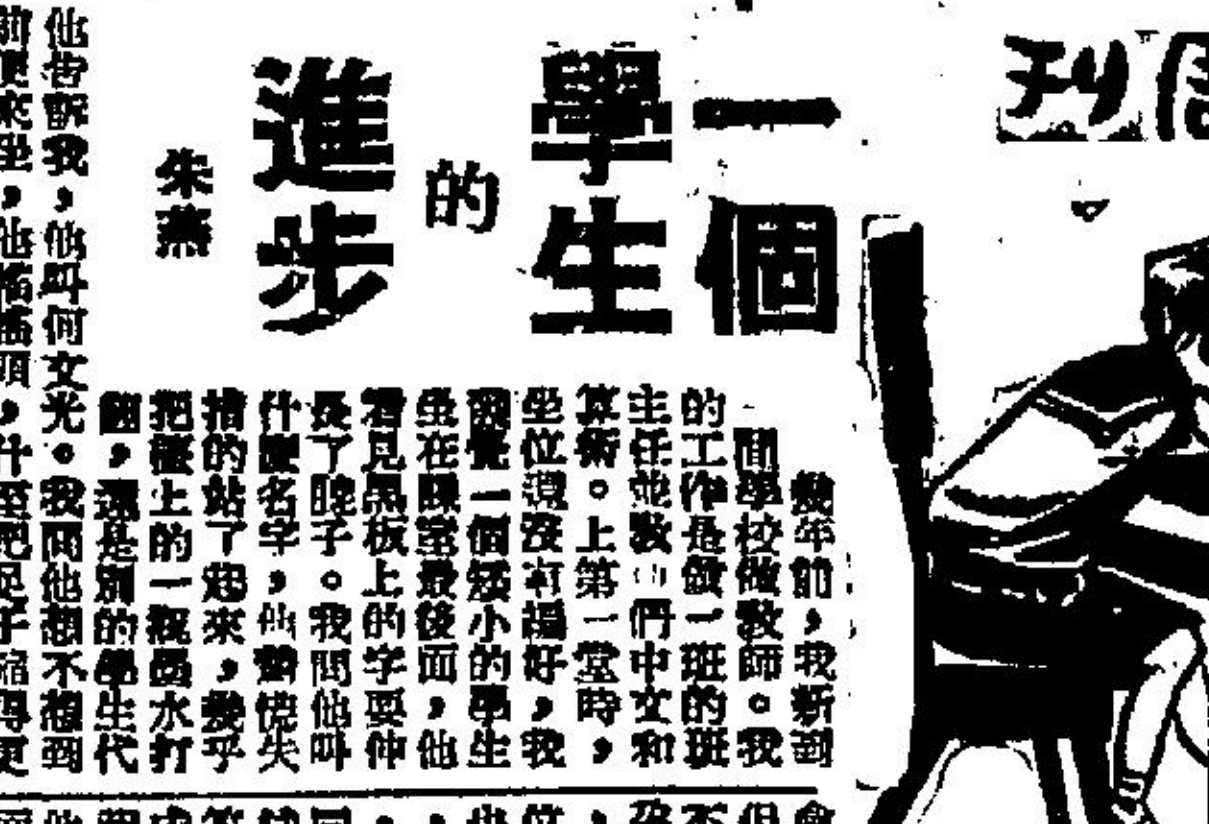 刊
一個
學生
的
進步
朱燕
幾年前，我新到
一間學校做教師。我
的工作是做一班的班
主任並教他們中文和
算術。上第一堂時，
坐位還沒有編好，我
發覺一個矮小的學生
坐在課室最後面，他
看見黑板上的字要伸
長了脖子。我問他叫
什麼名字，他驚慌失
措的站了起來，幾乎
把檯上的一瓶墨水打
翻，還是別的學生代
他告訴我，他叫何文光。我問他想不想到
前便來坐，他搖搖頭，什至把子縮得更